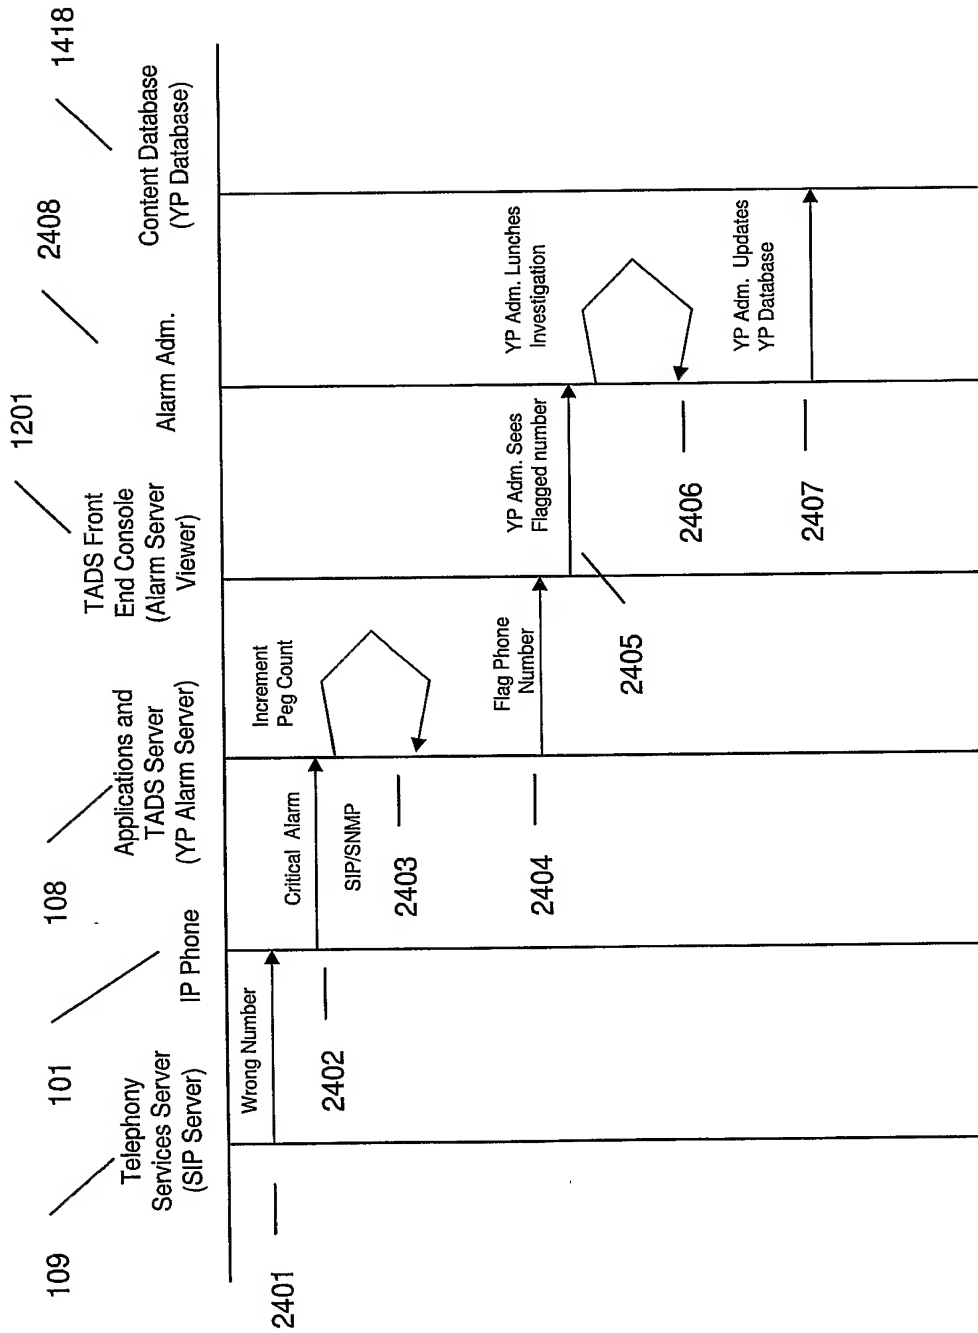 109
101
108
1201
2408
1418
Telephony
Services Server
(SIP Server)
IP Phone
Applications and
TADS Server
(YP Alarm Server)
TADS Front
End Console
(Alarm Server
Viewer)
Alarm Adm.
Content Database
(YP Database)
2401
Wrong Number
2402
Critical Alarm
SIP/SNMP
2403
Increment
Peg Count
2404
Flag Phone
Number
2405
YP Adm. Sees
Flagged number
2406
YP Adm. Lunches
Investigation
2407
YP Adm. Updates
YP Database